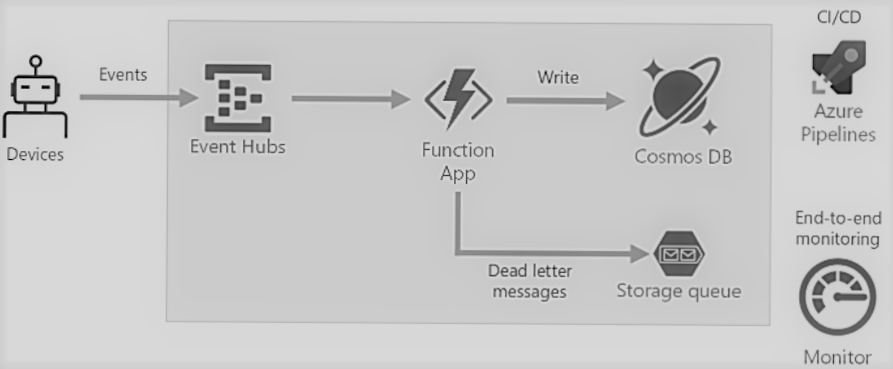 CI/CD
Events
Write
Azure
Pipelines
Devices
Event Hubs
Function
App
Cosmos DB
End-to-end
monitoring
Dead letter
messages
Storage queue
Monitor